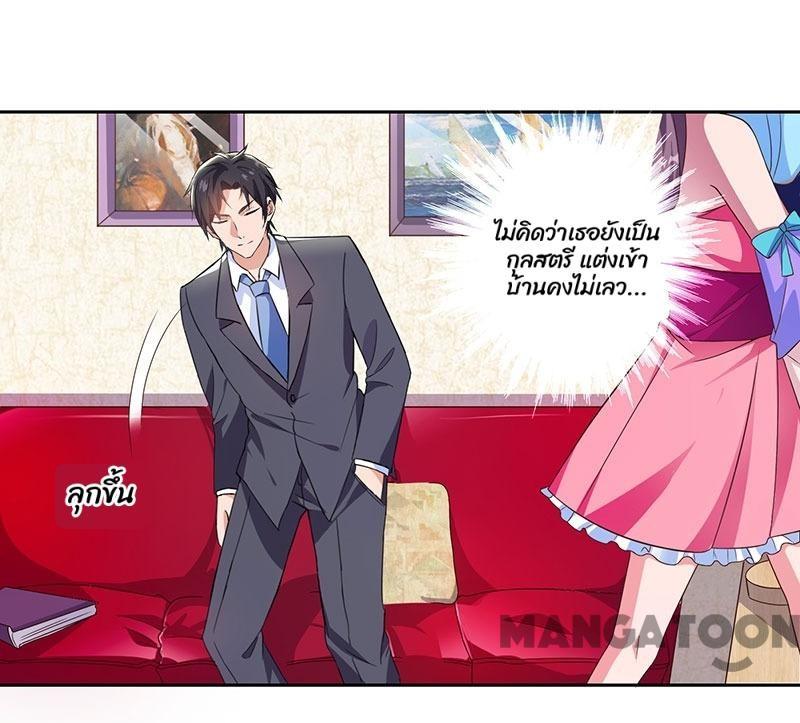 ไม่คิดว่าเธอยังเป็น
กุลสตรี แต่งเข้า
บ้านคงไม่เลว...
ลุกขึ้น
MANGATOON